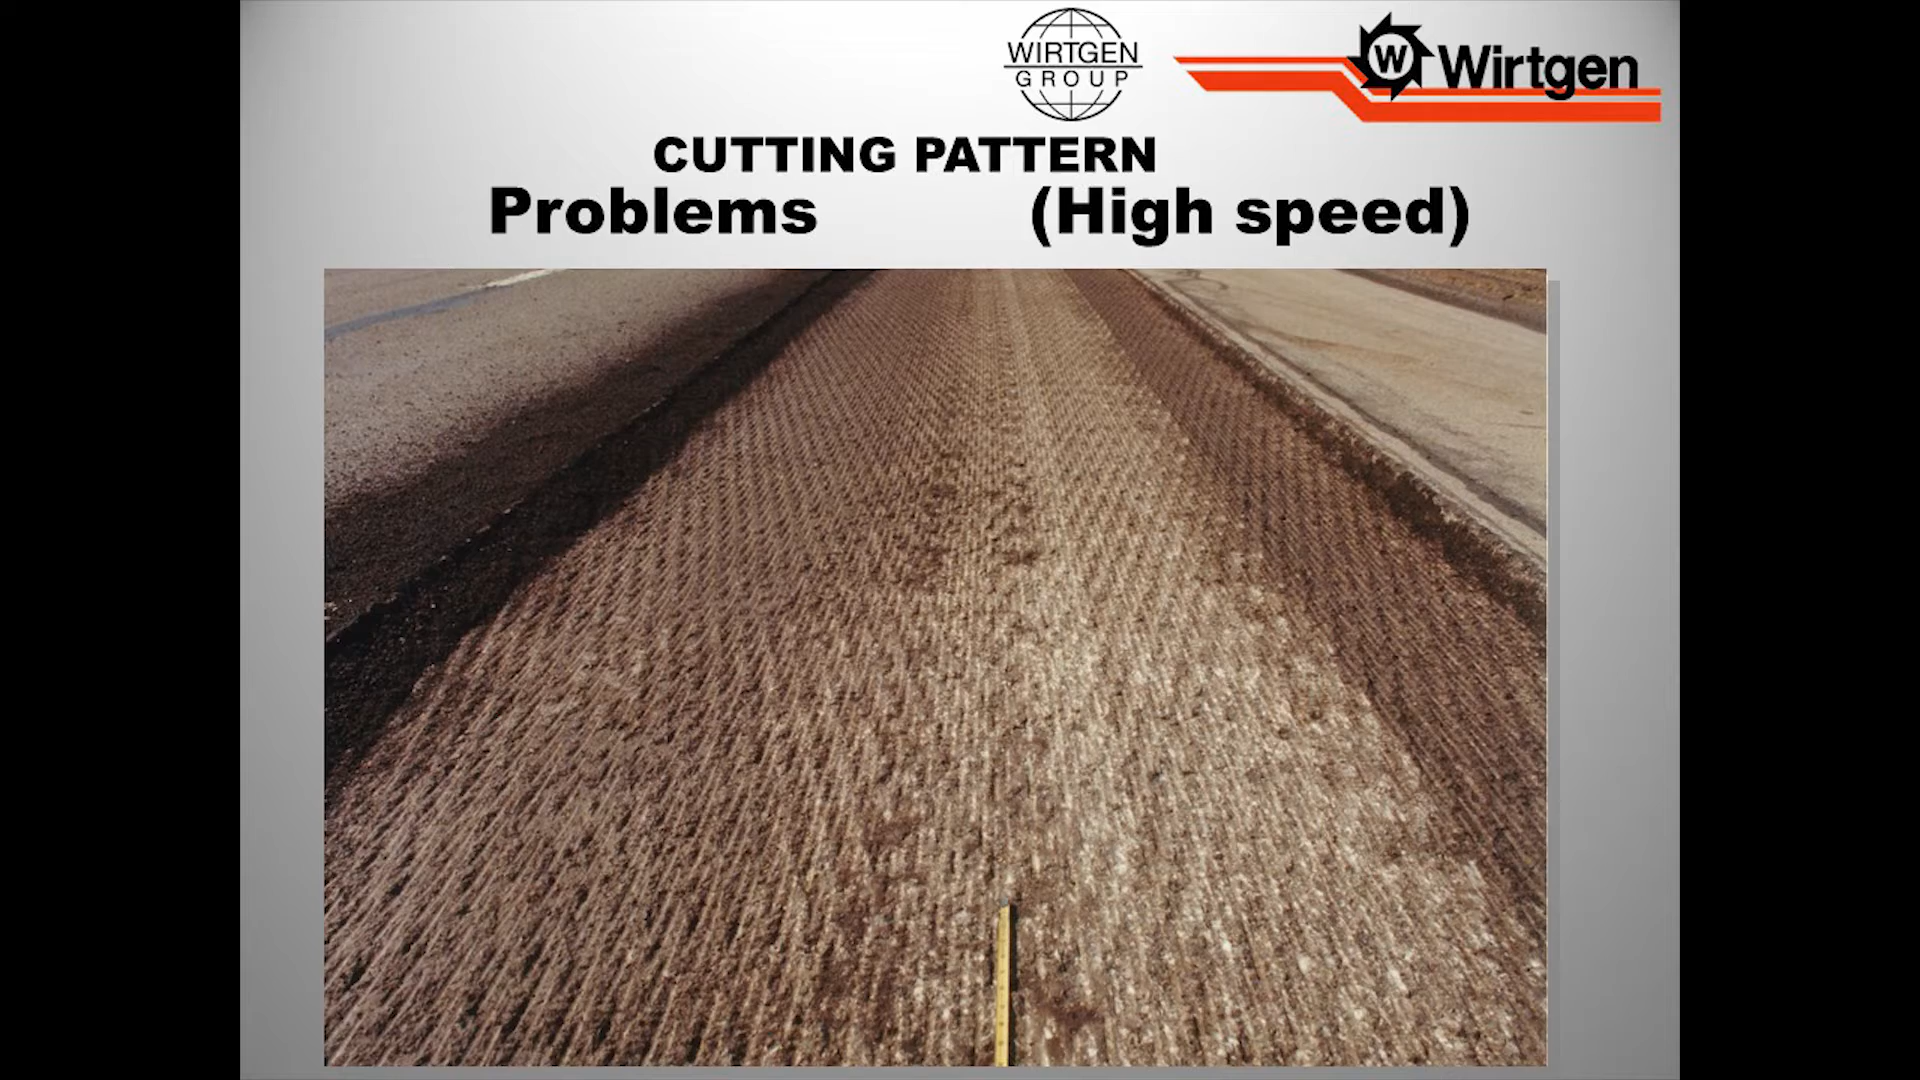 WIRTGEN
GROUP
W Wirtgen
CUTTING PATTERN
Problems (High speed)